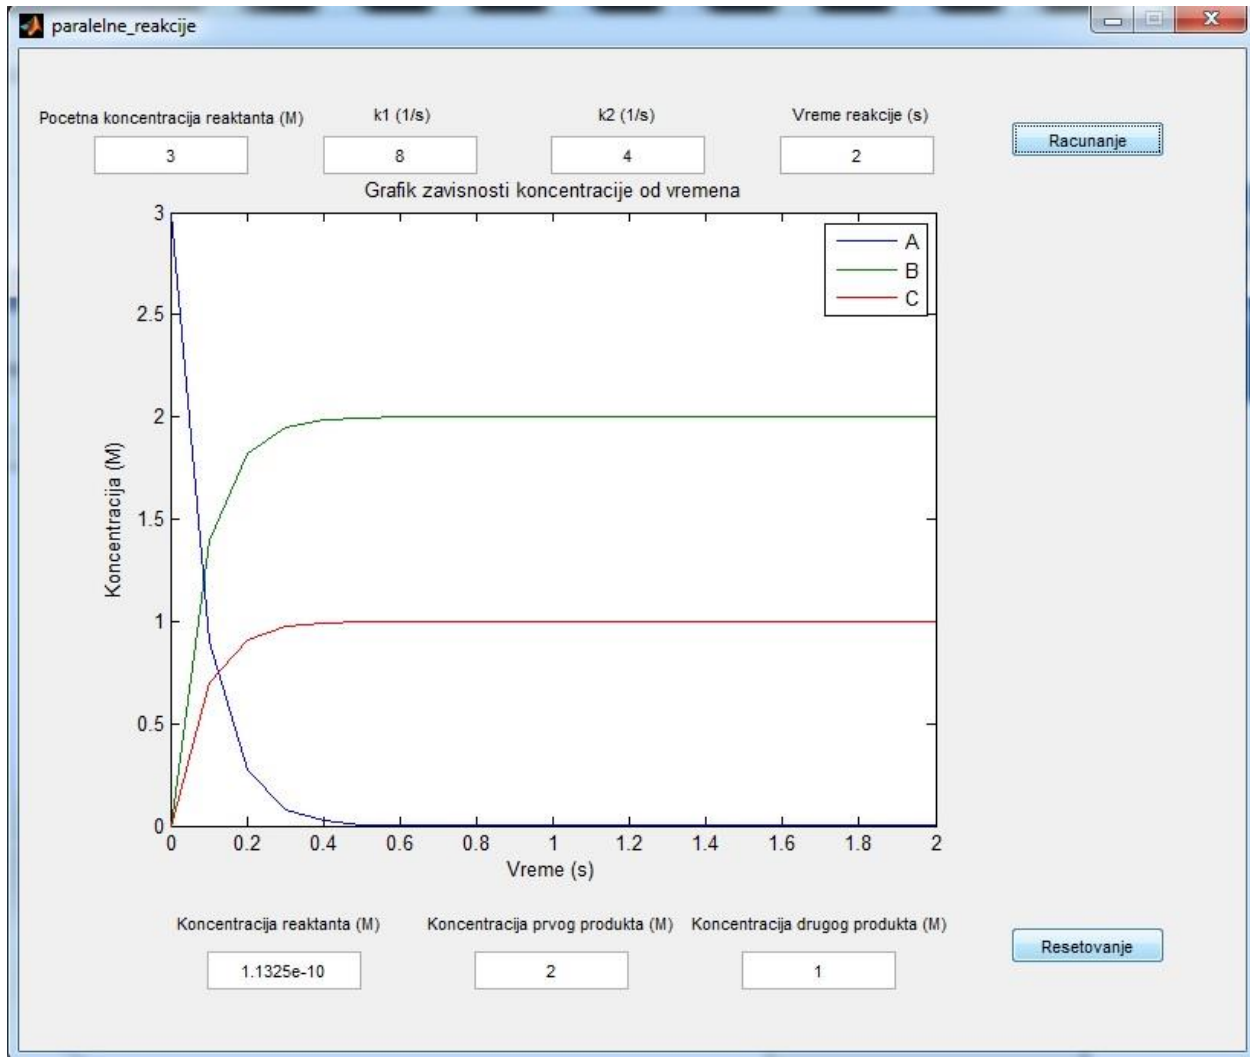 paralelne_reakcije
Pocetna koncentracija reaktanta (M) k1 (1/s) k2 (1/s) Vreme reakcije (s)
3 8 4 2
Racunanje
Grafik zavisnosti koncentracije od vremena
A
B
C
3
2.5
2
1.5
1
0.5
0
Koncentracija (M)
0 0.2 0.4 0.6 0.8 1 1.2 1.4 1.6 1.8 2
Vreme (s)
Koncentracija reaktanta (M) Koncentracija prvog produkta (M) Koncentracija drugog produkta (M)
1.1325e-10 2 1
Resetovanje